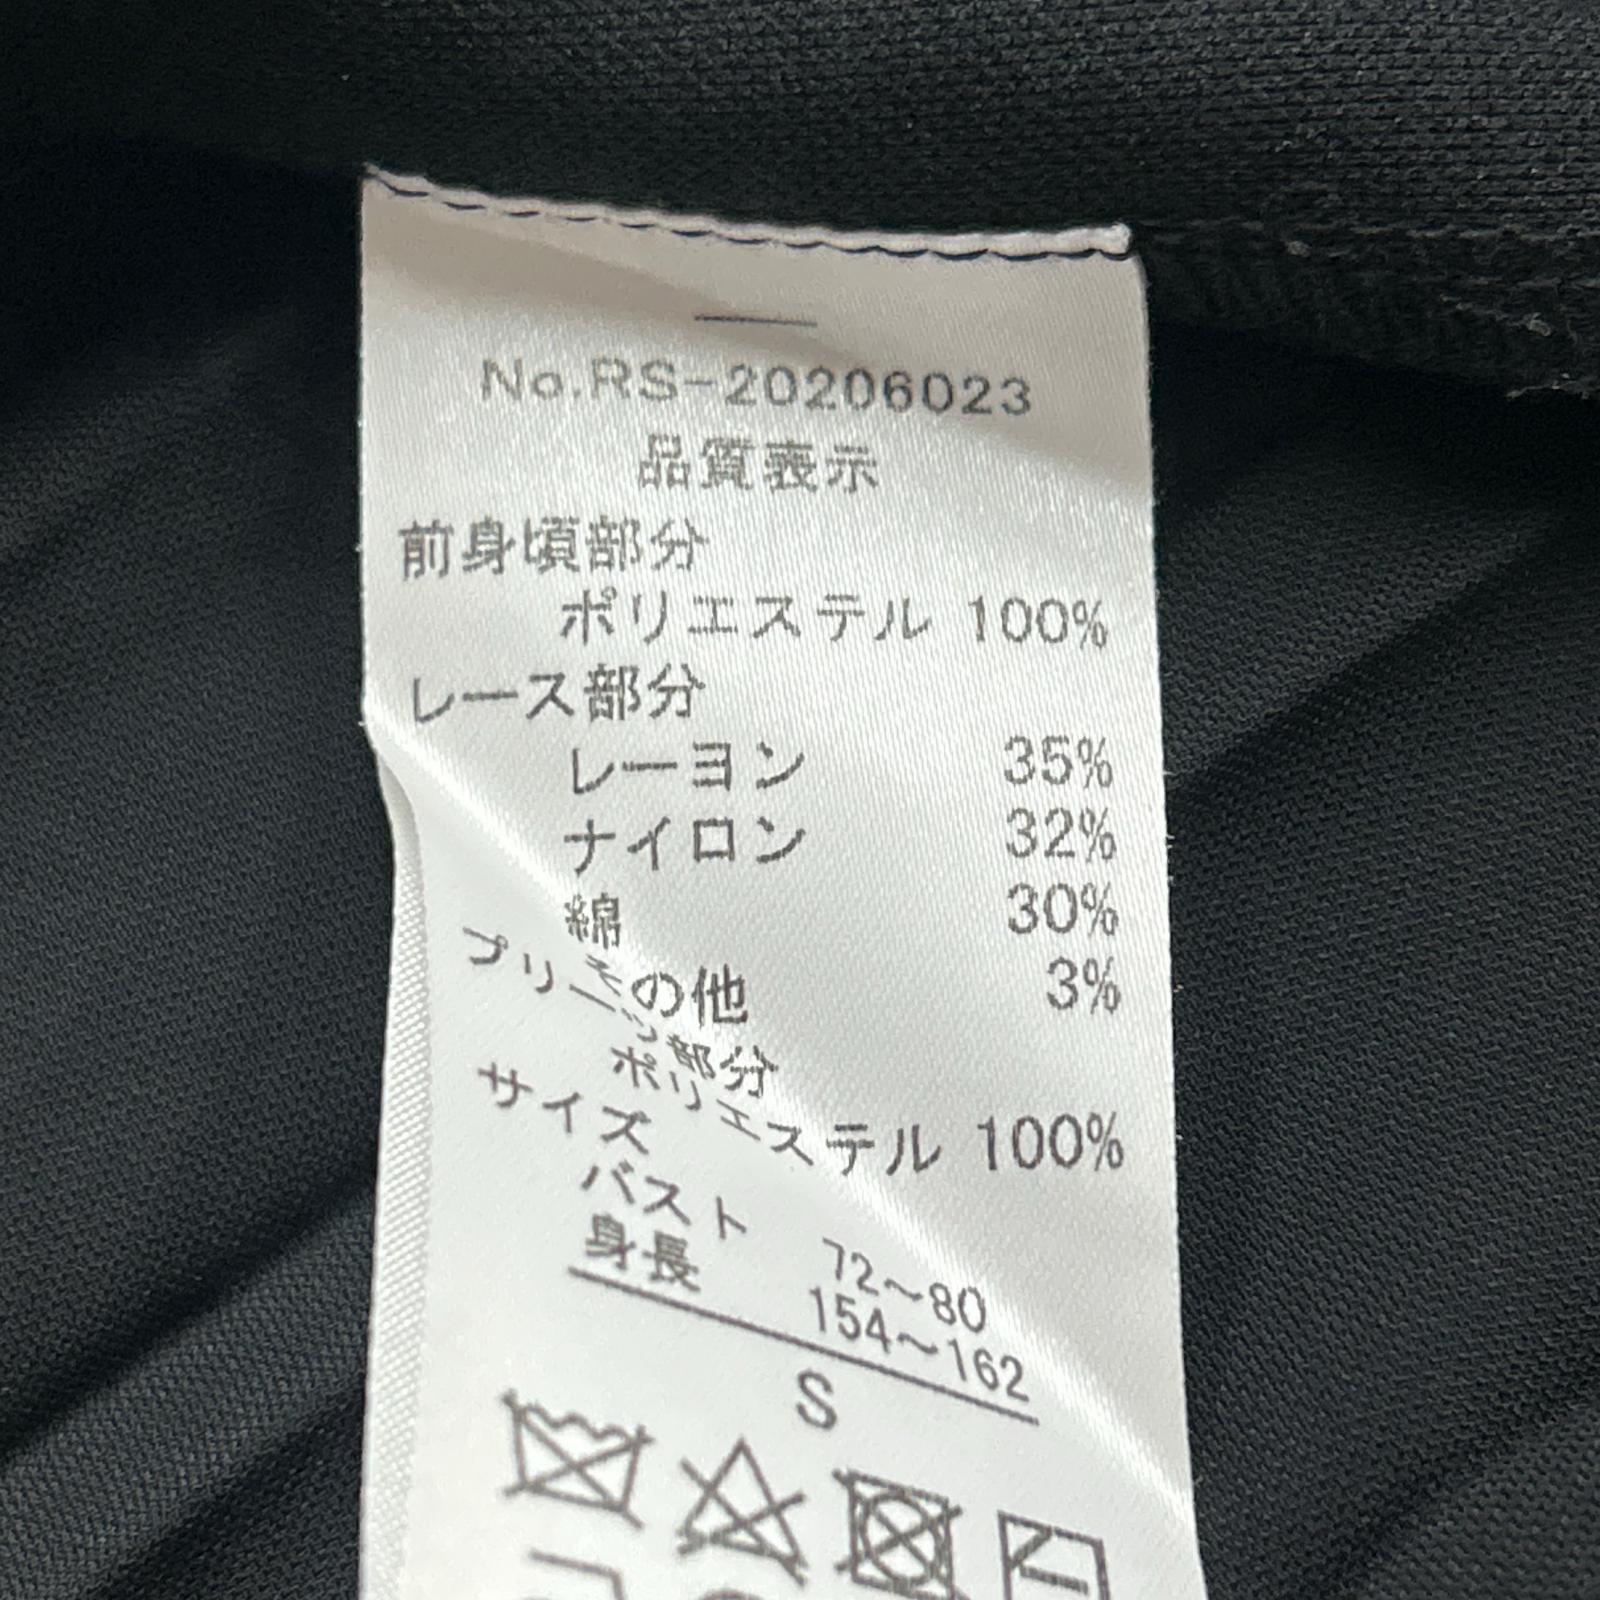 No.RS-20206023
品質表示
前身頃部分
ポリエステル 100%
レース部分
レーヨン 35%
ナイロン 32%
綿 30%
その他 3%
プリーツ部分
ポリエステル 100%
サイズ
バスト 72～80
身長 154～162
S